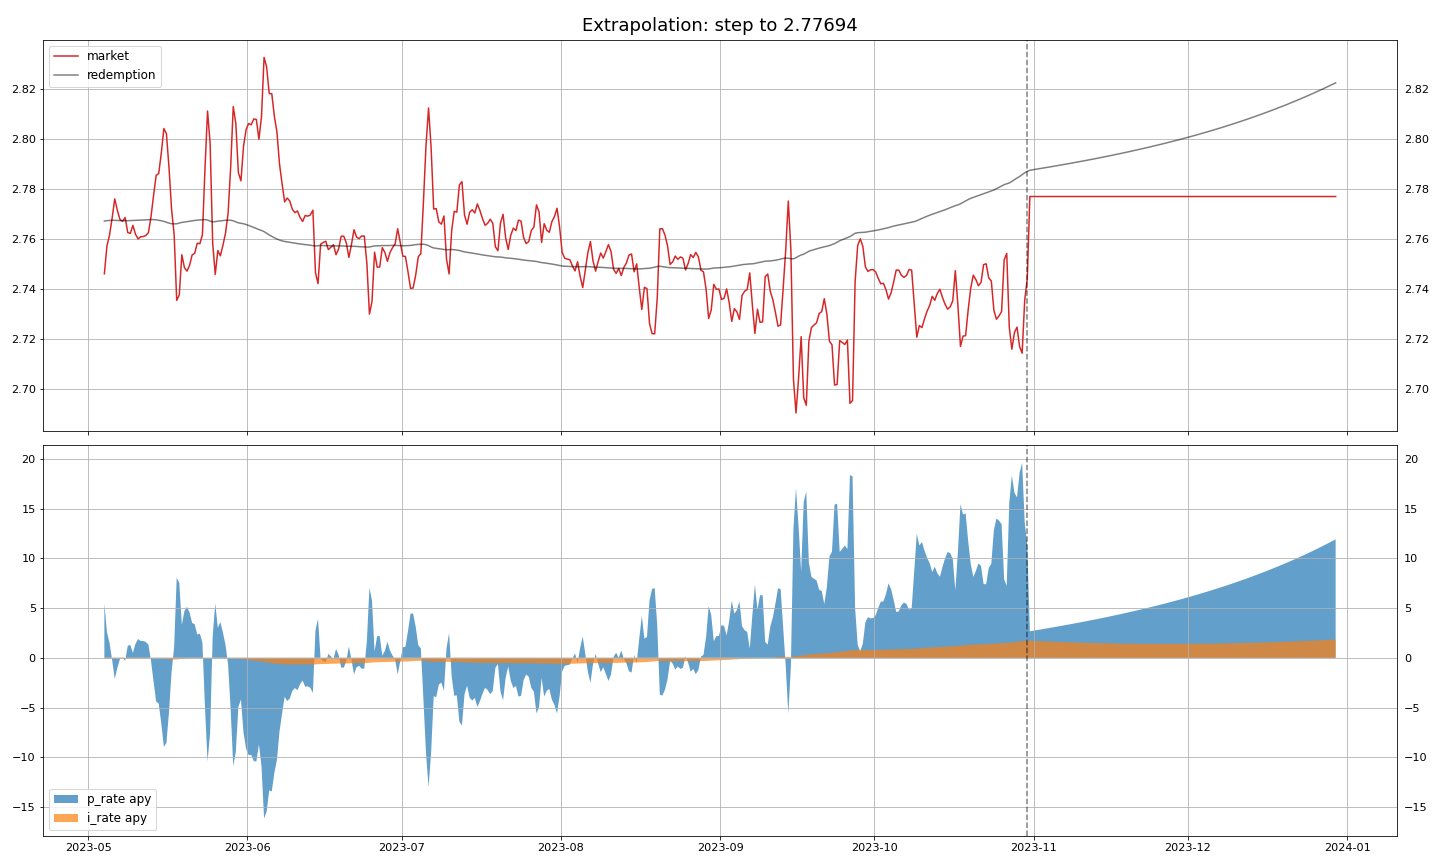 Extrapolation: step to 2.77694
market
redemption
2.82 2.82
2.80 2.80
2.78 2.78
2.76 2.76
2.74 2.74
2.72 2.72
2.70 2.70
20 20
15 15
10 10
5 5
0 0
−5 −5
−10 −10
−15 −15
p_rate apy
i_rate apy
2023-05 2023-06 2023-07 2023-08 2023-09 2023-10 2023-11 2023-12 2024-01